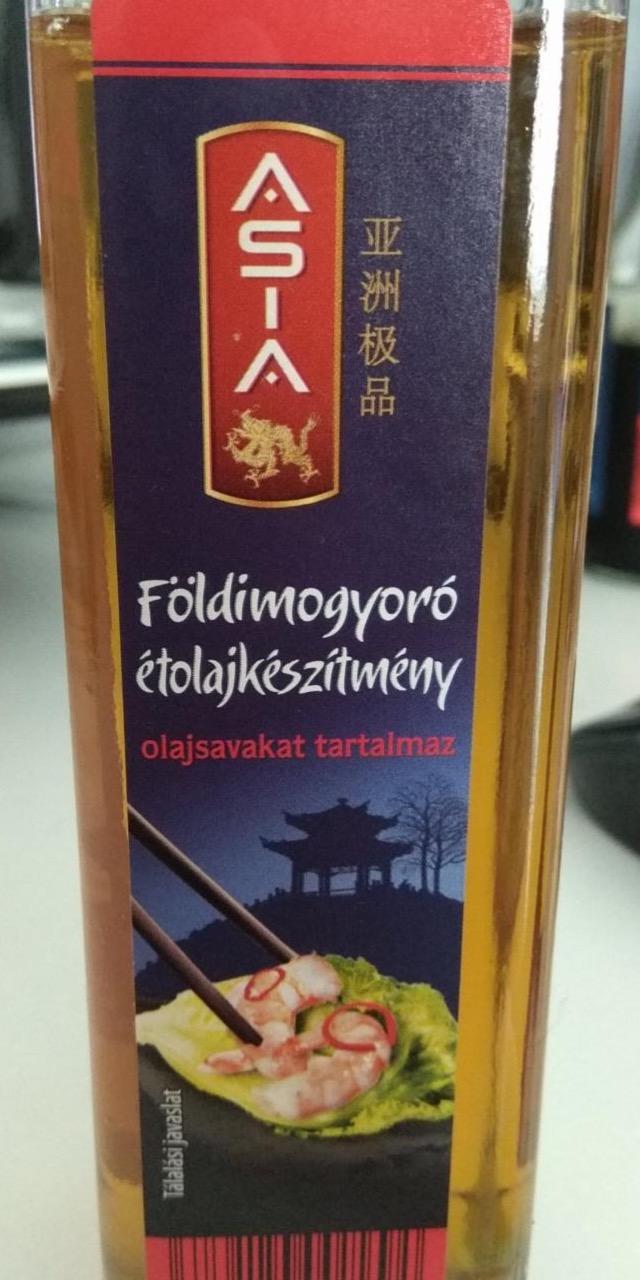 ASIA
亚洲极品
Földimogyoró
étolajkészítmény
olajsavakat tartalmaz
Tálalási javaslat